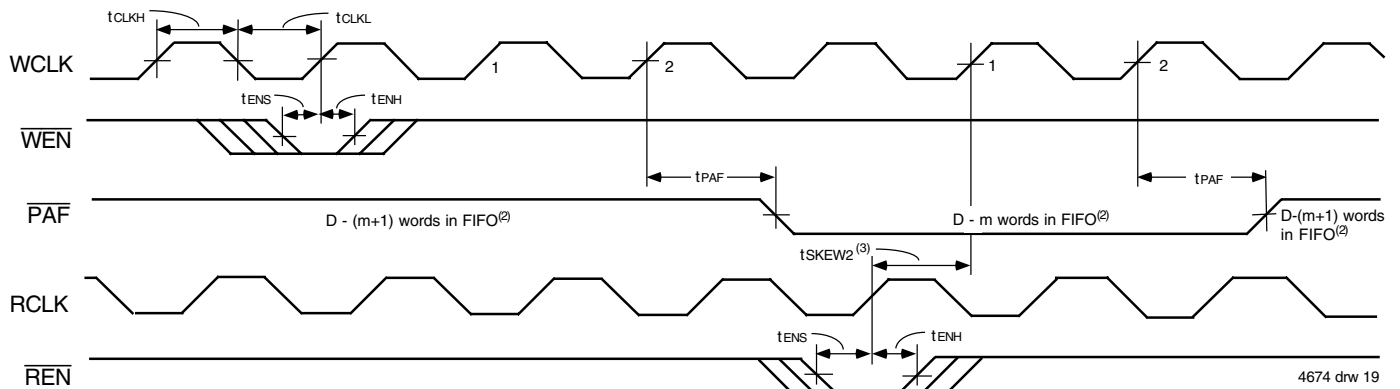 tCLKH tCLKL
WCLK 1 2 1 2
tENS tENH
WEN
tPAF tPAF
PAF D - (m+1) words in FIFO(2) D - m words in FIFO(2) D-(m+1) words
in FIFO(2)
tSKEW2(3)
RCLK
tENS tENH
REN
4674 drw 19